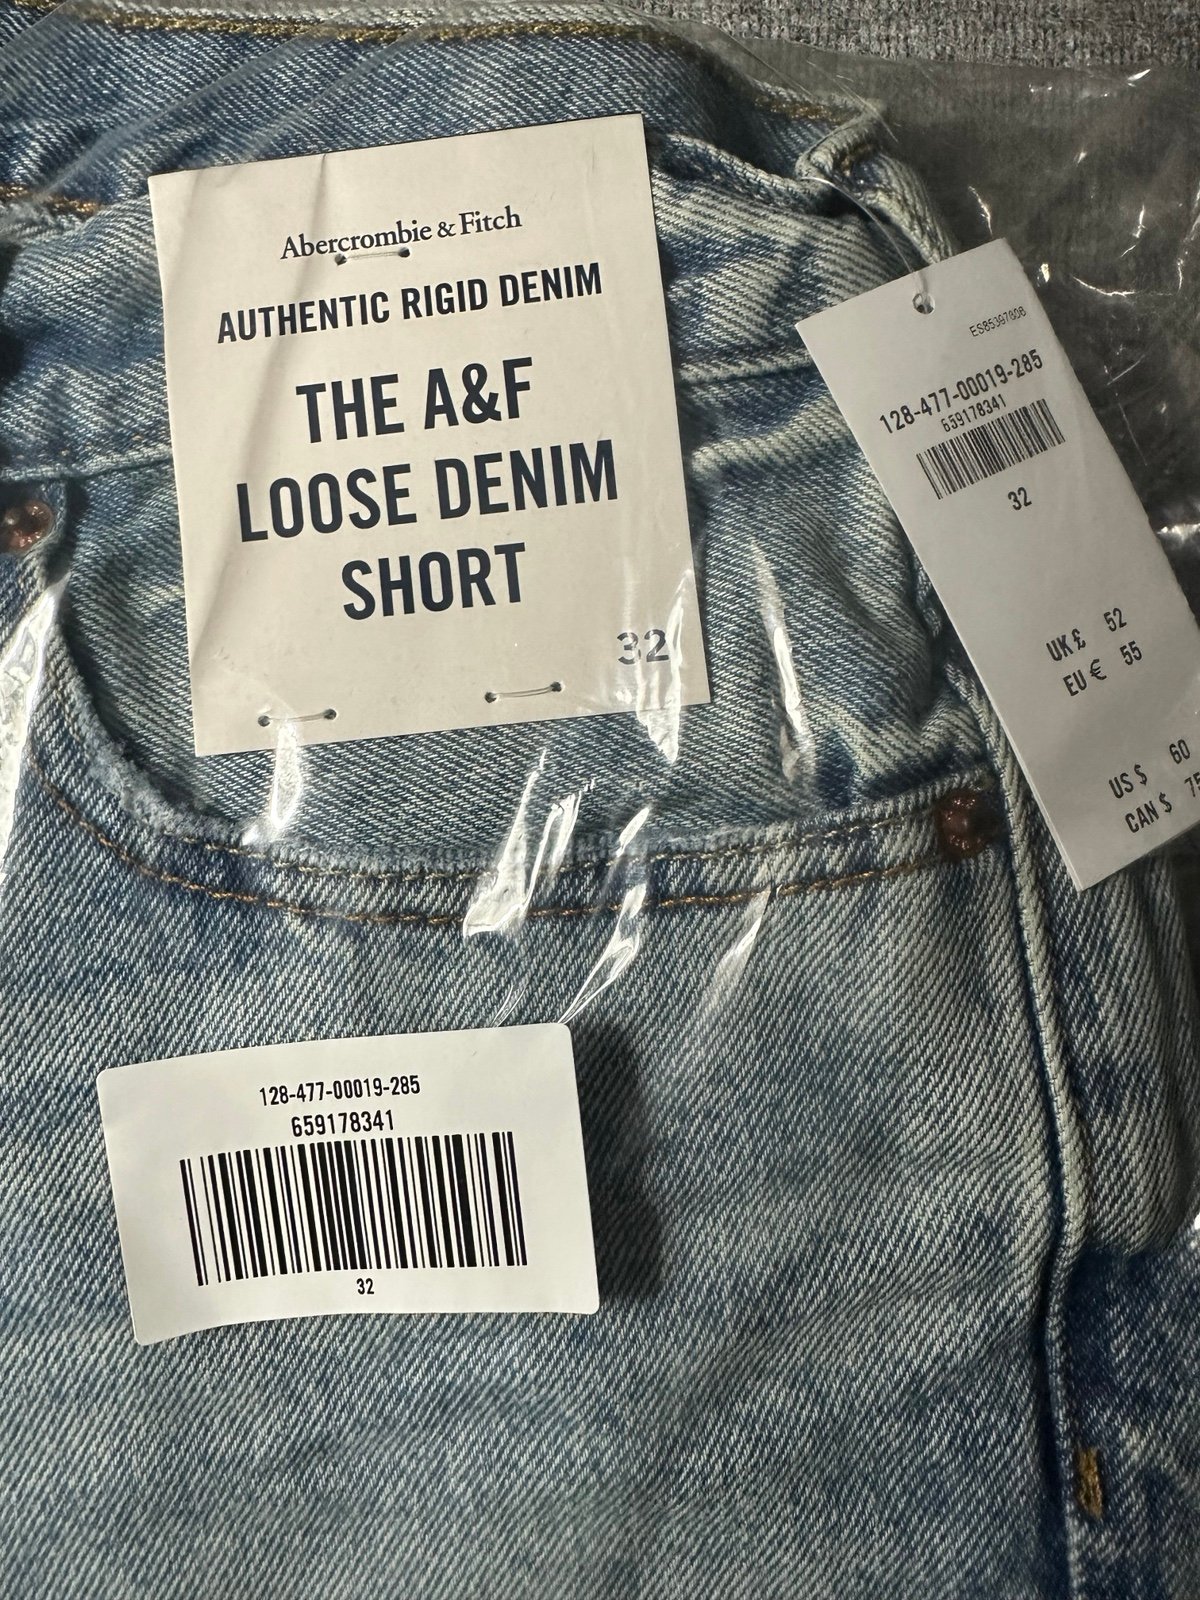 Abercrombie & Fitch
AUTHENTIC RIGID DENIM
THE A&F
LOOSE DENIM
SHORT
32
128-477-00019-285
659178341
32
UK £ 52
EU € 55
US $ 60
CAN $
128-477-00019-285
659178341
32